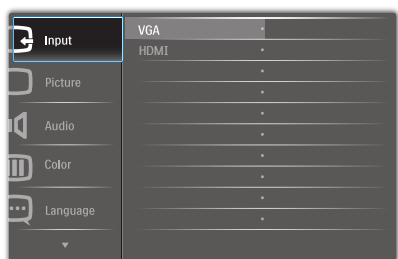 Input
Picture
Audio
Color
Language
VGA
HDMI